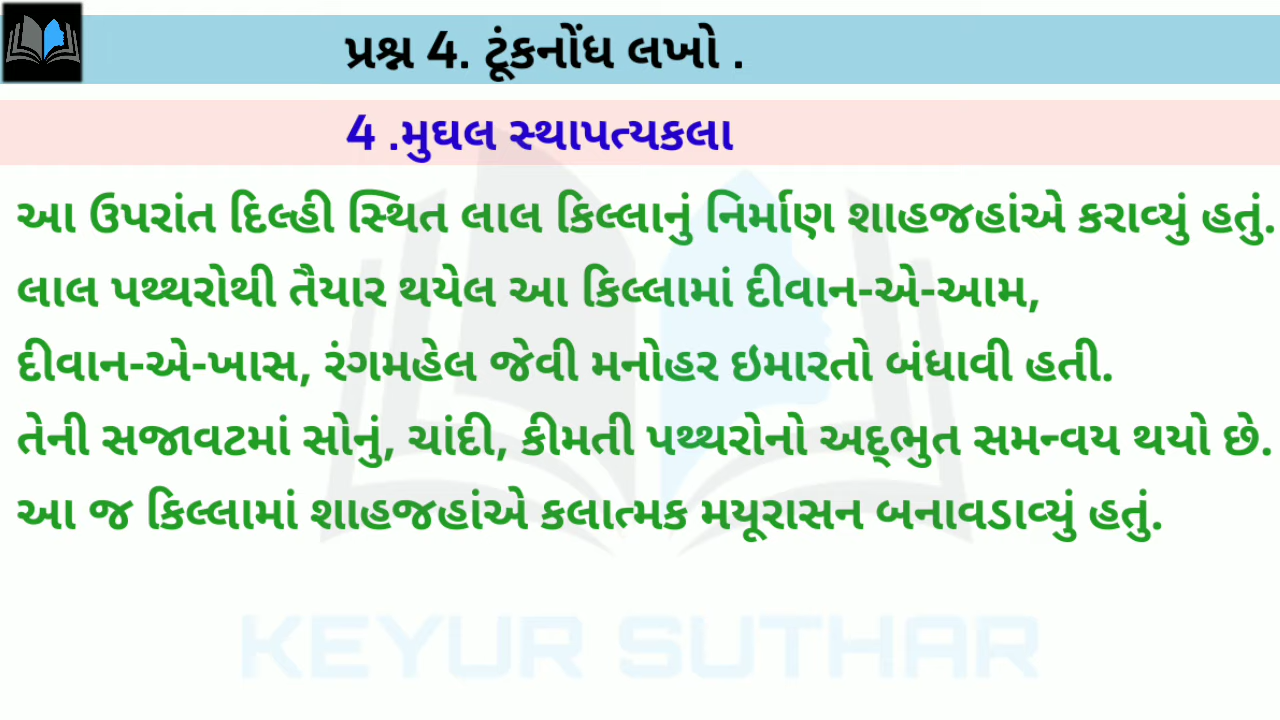 પ્રશ્ન 4. ટૂંકનોંધ લખો .
4 .મુઘલ સ્થાપત્યકલા
આ ઉપરાંત દિલ્હી સ્થિત લાલ કિલ્લાનું નિર્માણ શાહજહાંએ કરાવ્યું હતું.
લાલ પથ્થરોથી તૈયાર થયેલ આ કિલ્લામાં દીવાન-એ-આમ,
દીવાન-એ-ખાસ, રંગમહેલ જેવી મનોહર ઇમારતો બંધાવી હતી.
તેની સજાવટમાં સોનું, ચાંદી, કીમતી પથ્થરોનો અદ્ભુત સમન્વય થયો છે.
આ જ કિલ્લામાં શાહજહાંએ કલાત્મક મયૂરાસન બનાવડાવ્યું હતું.
KEYUR SUTHAR